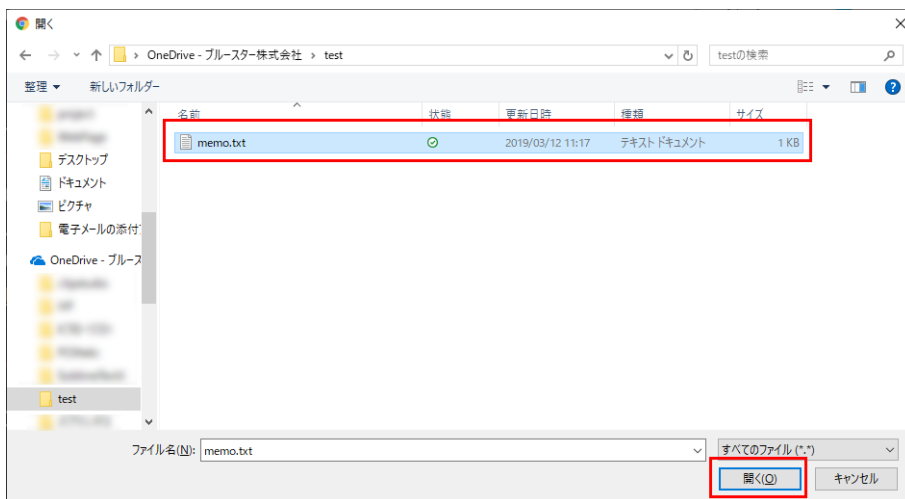 開く
OneDrive - ブルースター株式会社 › test
testの検索
整理
新しいフォルダー
名前 状態 更新日時 種類 サイズ
memo.txt 2019/03/12 11:17 テキスト ドキュメント 1 KB
デスクトップ
ドキュメント
ピクチャ
電子メールの添付
OneDrive - ブルース
test
ファイル名(N): memo.txt
すべてのファイル (*.*)
開く(O)
キャンセル